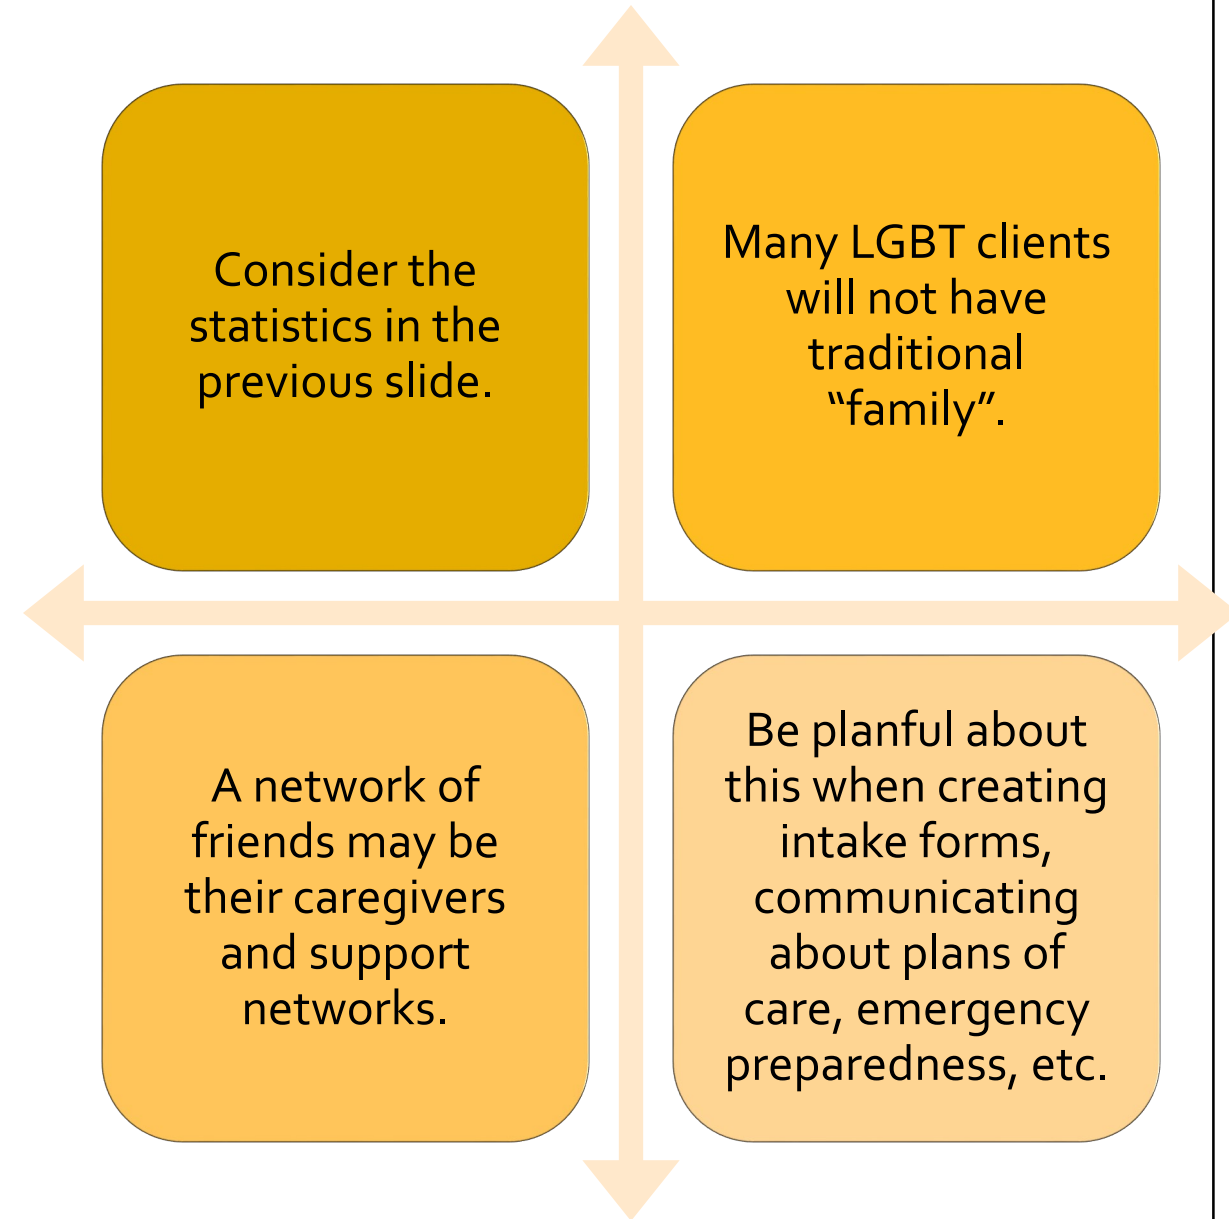 Consider the
statistics in the
previous slide.
Many LGBT clients
will not have
traditional
“family”.
A network of
friends may be
their caregivers
and support
networks.
Be planful about
this when creating
intake forms,
communicating
about plans of
care, emergency
preparedness, etc.